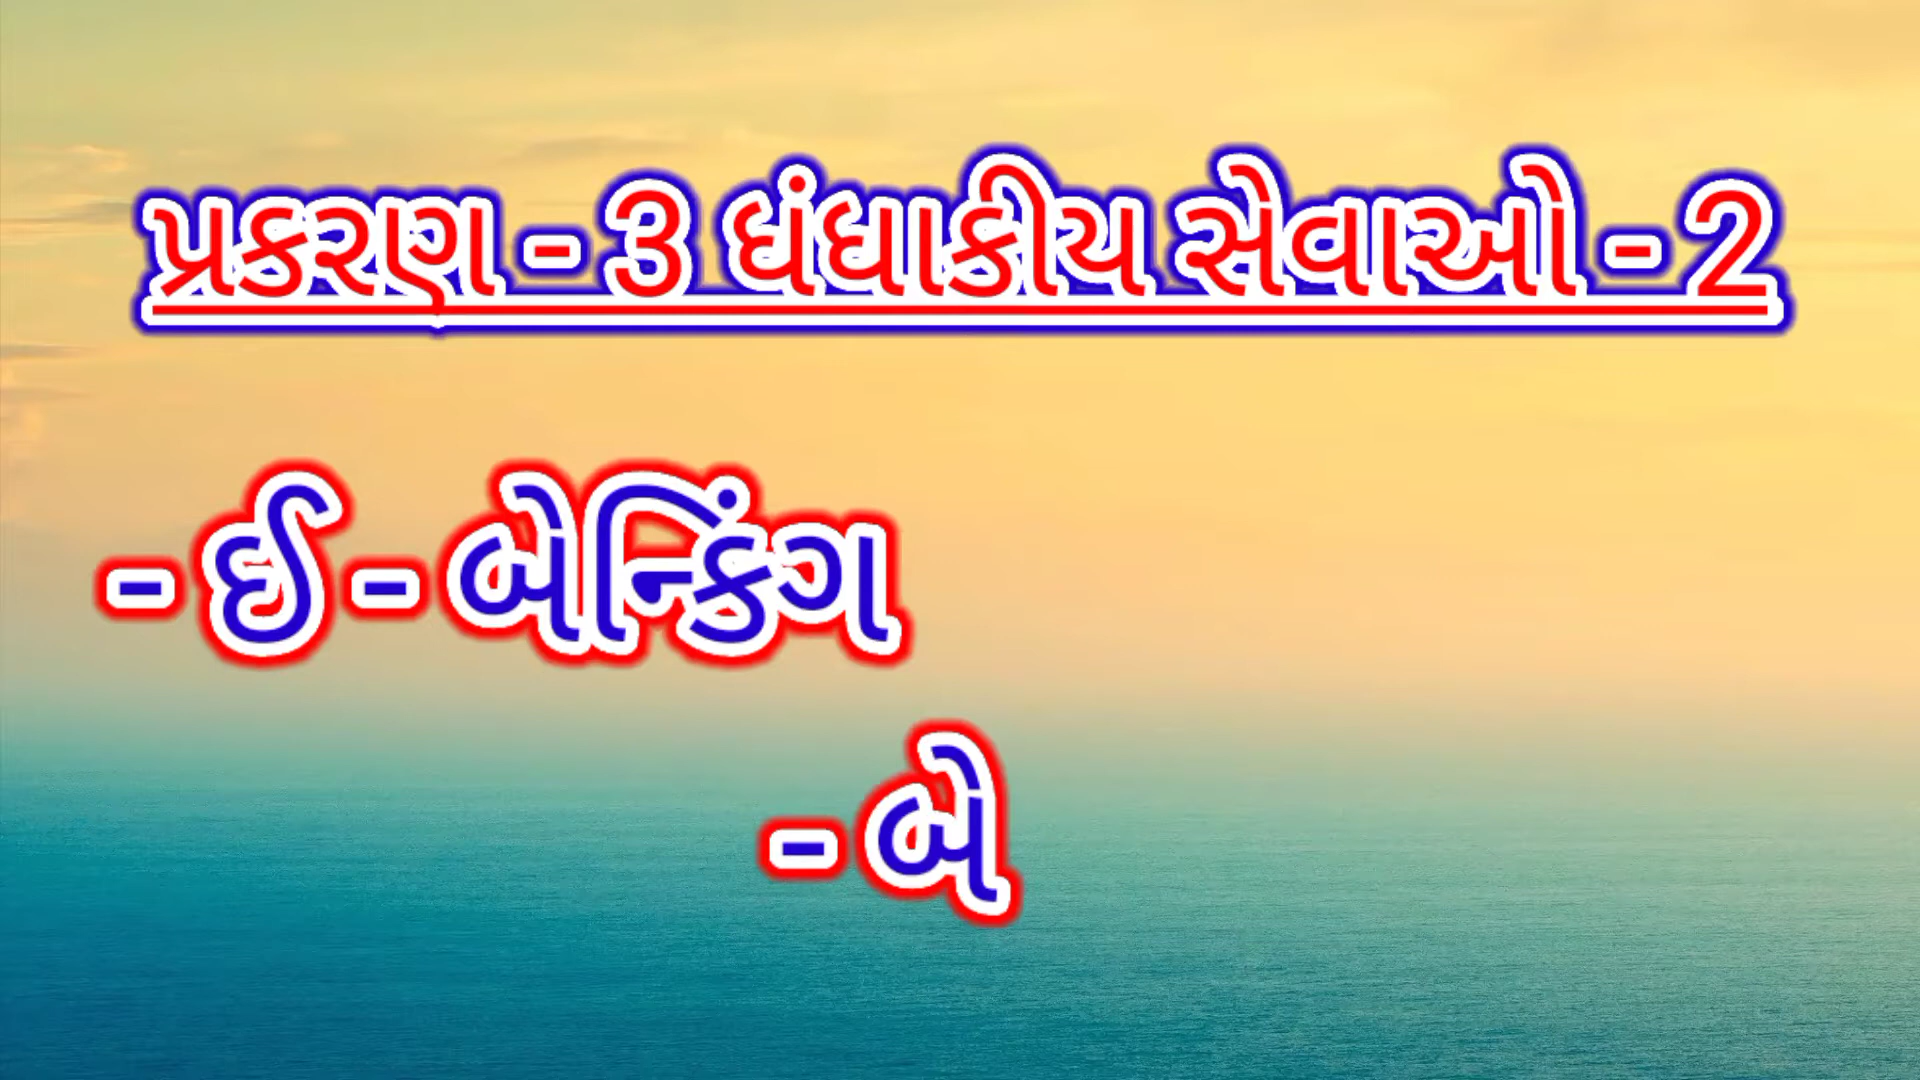 પ્રકરણ - 3 ધંધાકીય સેવાઓ - 2
- ઈ - બેન્કિંગ
- બે